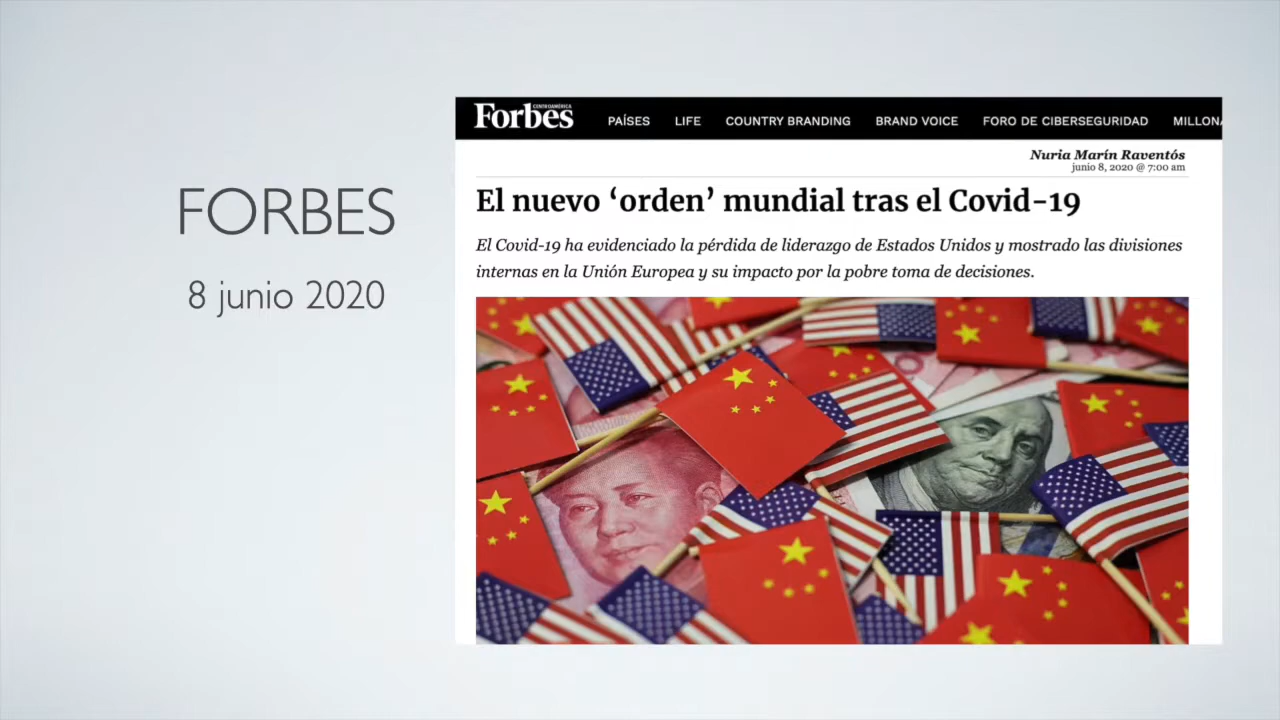 FORBES
8 junio 2020
Forbes
CENTROAMÉRICA
PAÍSES LIFE COUNTRY BRANDING BRAND VOICE FORO DE CIBERSEGURIDAD MILLON
Nuria Marín Raventós
junio 8, 2020 @ 7:00 am
El nuevo ‘orden’ mundial tras el Covid-19
El Covid-19 ha evidenciado la pérdida de liderazgo de Estados Unidos y mostrado las divisiones
internas en la Unión Europea y su impacto por la pobre toma de decisiones.